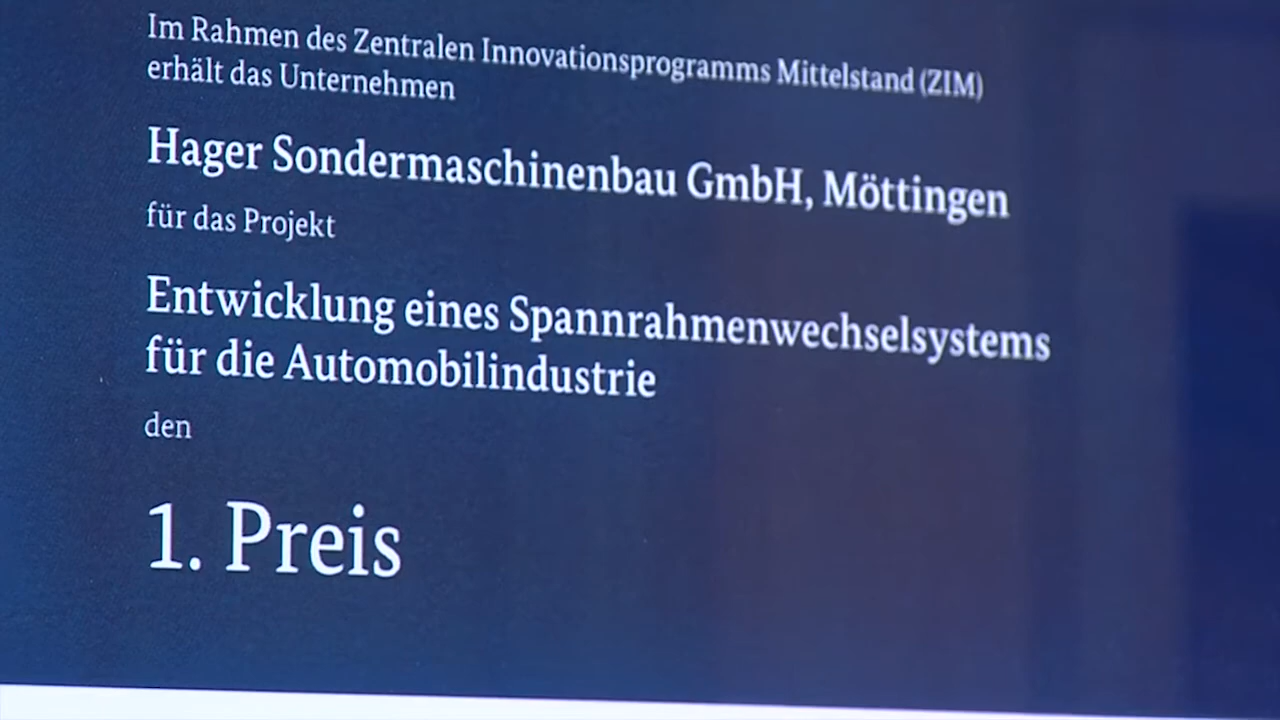 Im Rahmen des Zentralen Innovationsprogramms Mittelstand (ZIM)
erhält das Unternehmen
Hager Sondermaschinenbau GmbH, Möttingen
für das Projekt
Entwicklung eines Spannrahmenwechselsystems
für die Automobilindustrie
den
1. Preis